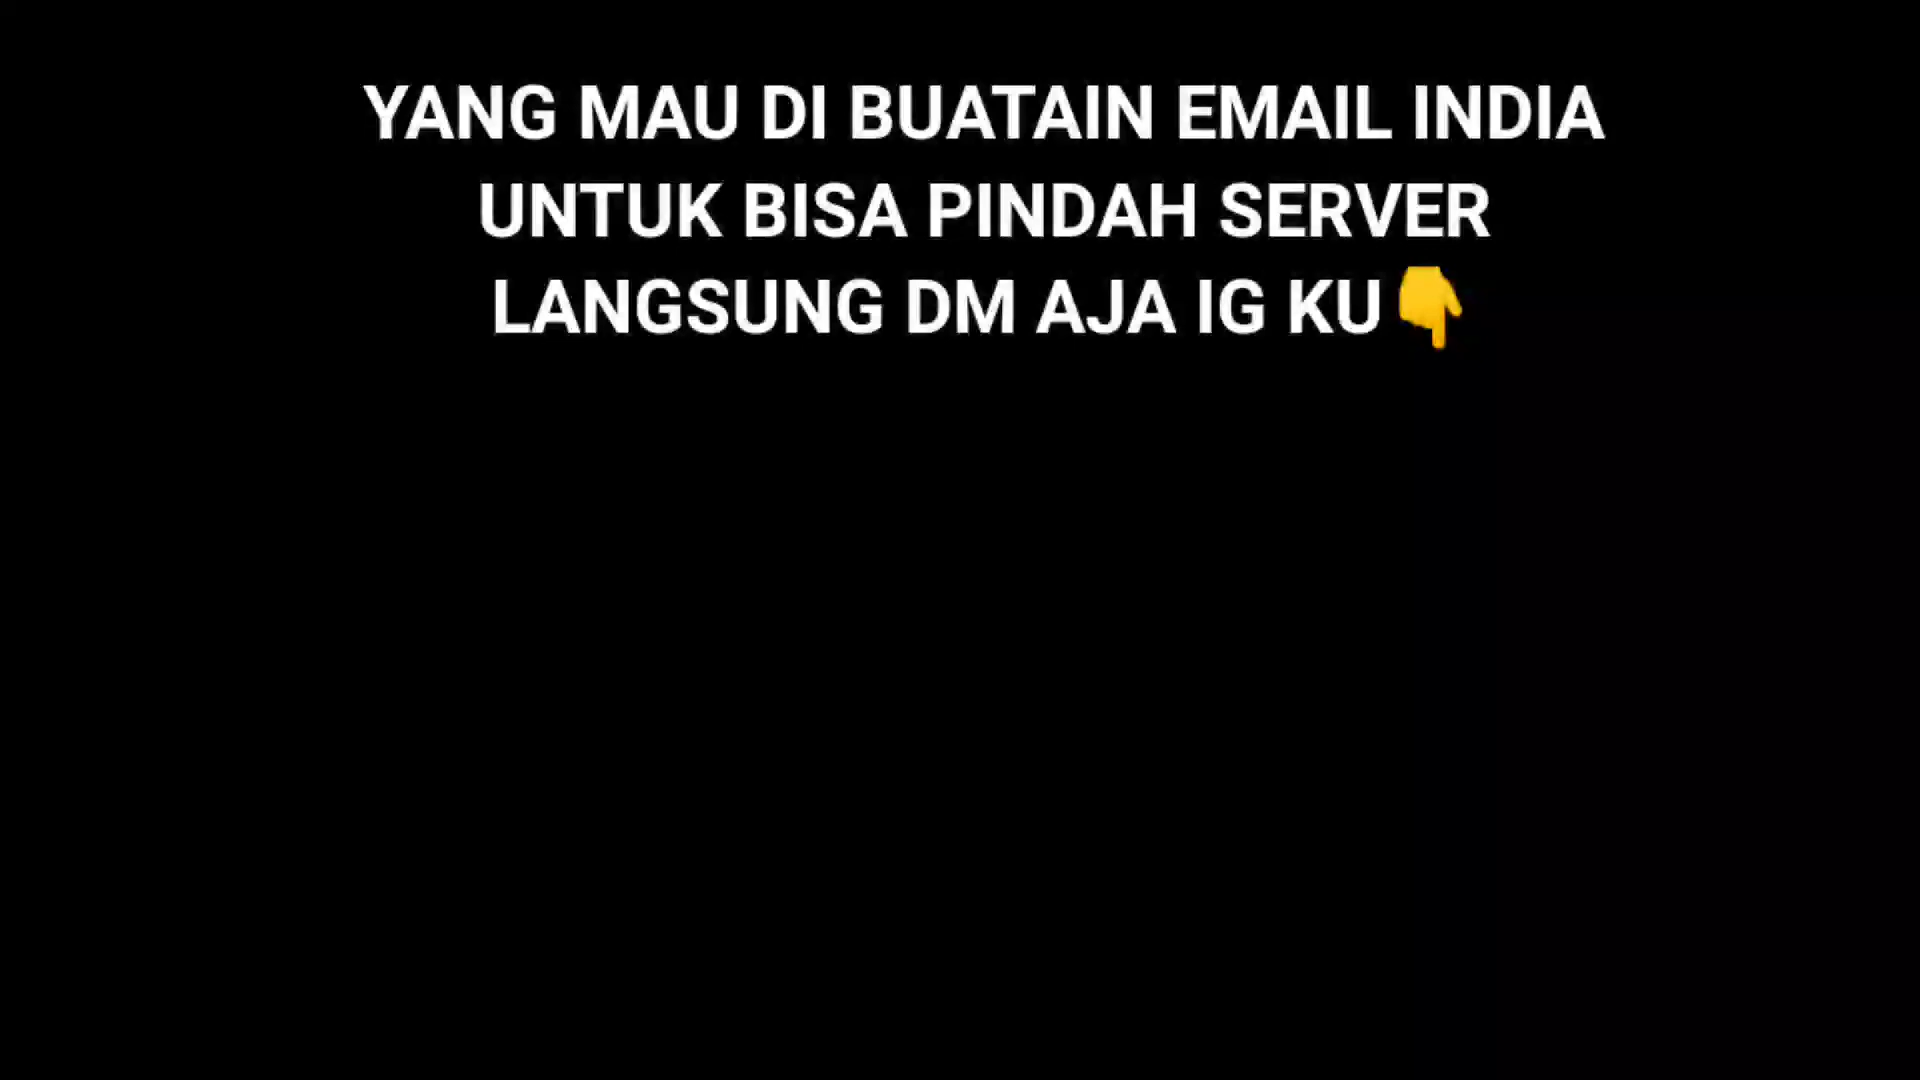 YANG MAU DI BUATAIN EMAIL INDIA
UNTUK BISA PINDAH SERVER
LANGSUNG DM AJA IG KU👇